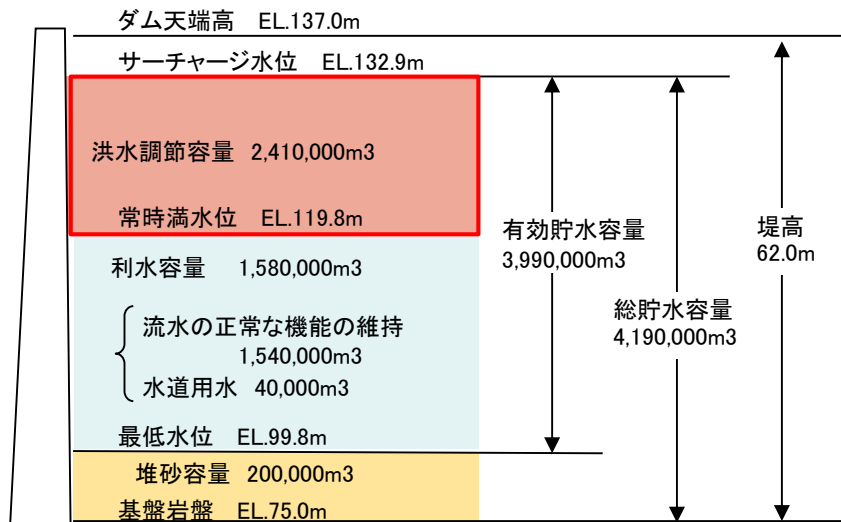 ダム天端高 EL.137.0m
サーチャージ水位 EL.132.9m
洪水調節容量 2,410,000m3
常時満水位 EL.119.8m
利水容量 1,580,000m3
流水の正常な機能の維持
1,540,000m3
水道用水 40,000m3
最低水位 EL.99.8m
堆砂容量 200,000m3
基盤岩盤 EL.75.0m
有効貯水容量
3,990,000m3
総貯水容量
4,190,000m3
堤高
62.0m